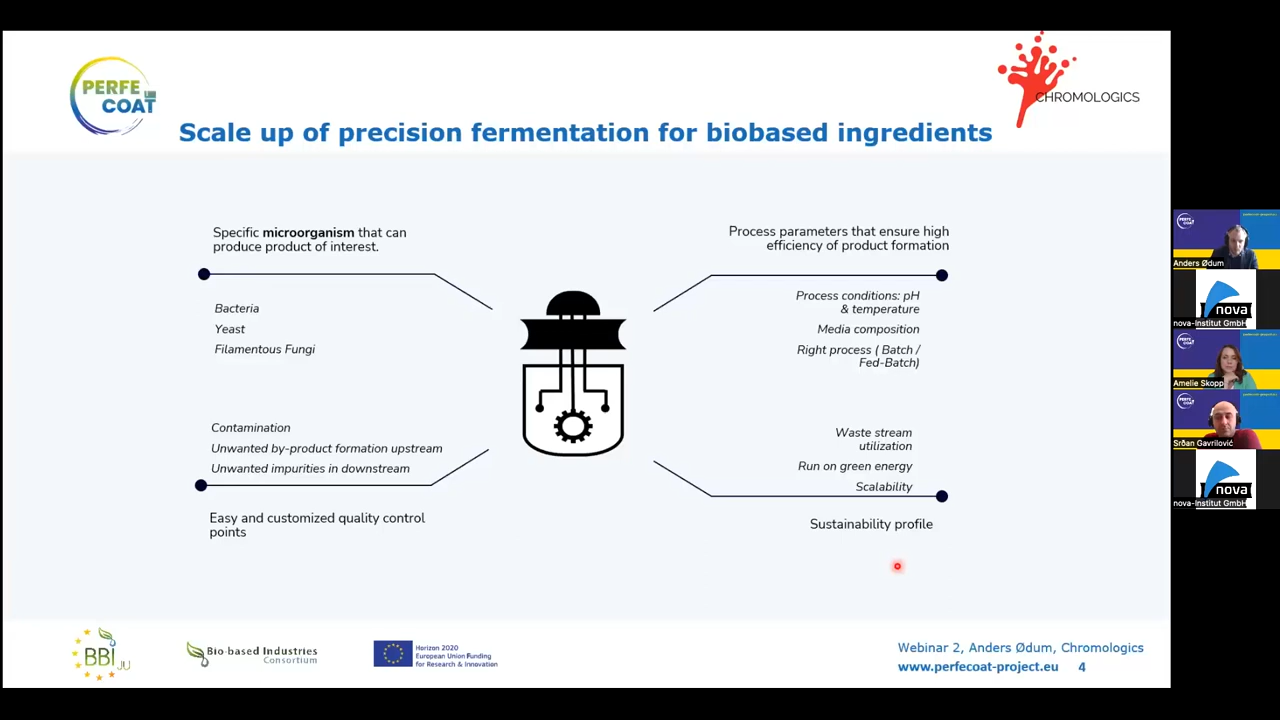 PERFE
COAT
CHROMOLOGICS
Scale up of precision fermentation for biobased ingredients
Specific microorganism that can
produce product of interest.
Bacteria
Yeast
Filamentous Fungi
Process parameters that ensure high
efficiency of product formation
Process conditions: pH
& temperature
Media composition
Right process ( Batch /
Fed-Batch)
Contamination
Unwanted by-product formation upstream
Unwanted impurities in downstream
Easy and customized quality control
points
Waste stream
utilization
Run on green energy
Scalability
Sustainability profile
BBI JU
Bio-based Industries
Consortium
Horizon 2020
European Union Funding
for Research & Innovation
Webinar 2, Anders Ødum, Chromologics
www.perfecoat-project.eu 4
Anders Ødum
nova
nova-Institut GmbH
Amelie Skopp
Srđan Gavrilović
nova
nova-Institut GmbH